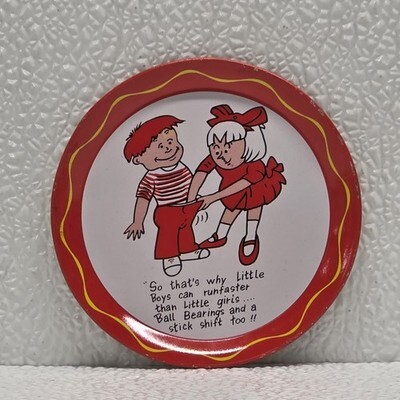 "So that's why Little
Boys can runfaster
than Little girls....
Ball Bearings and a
stick shift too !!